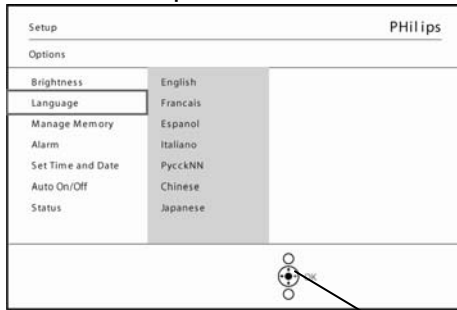 Setup
PHilips
Options
Brightness
English
Language
Francais
Manage Memory
Espanol
Alarm
Italiano
Set Time and Date
PycckNN
Auto On/Off
Chinese
Status
Japanese
OK